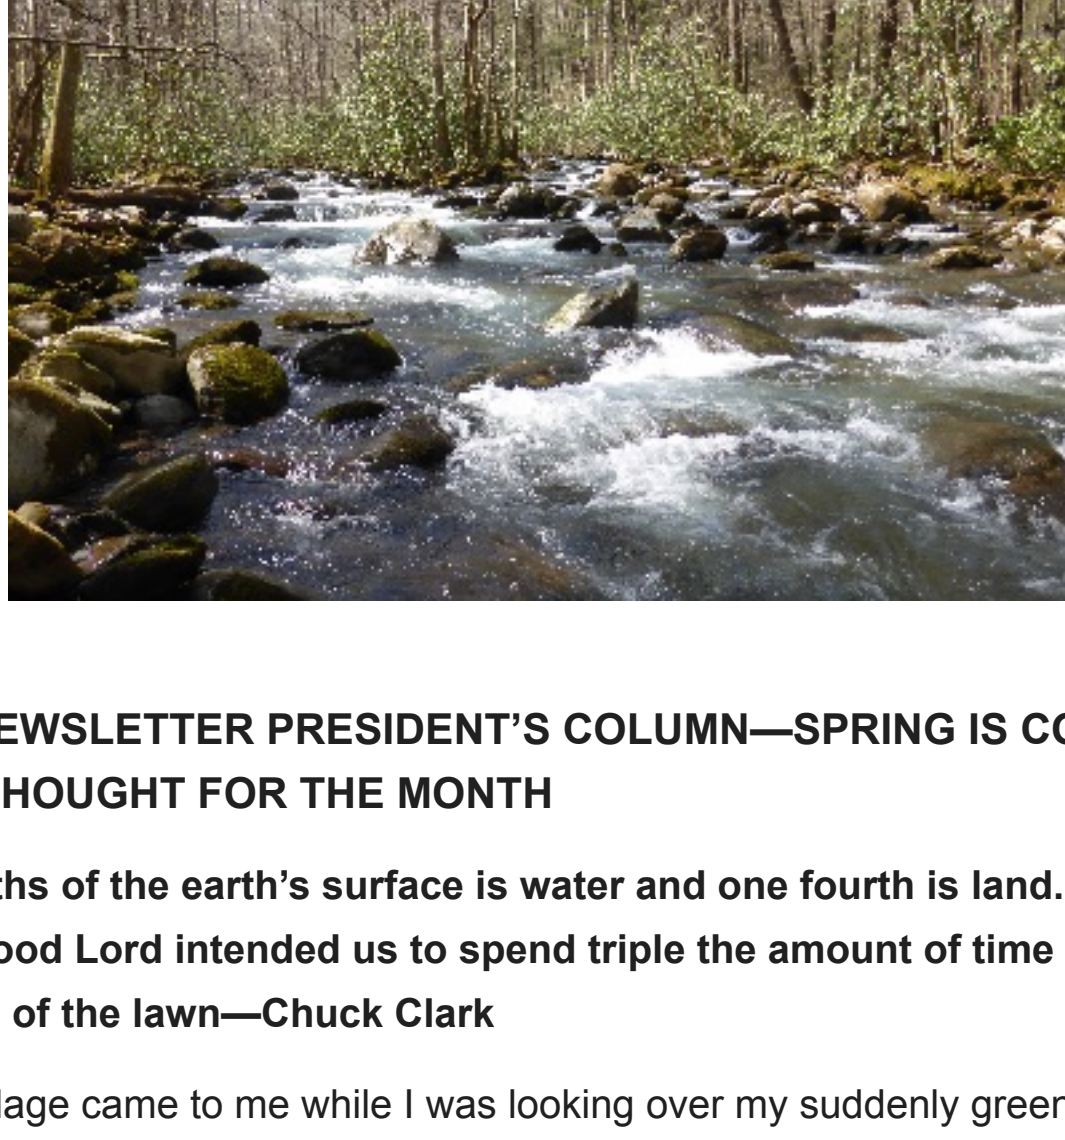 EWSLETTER PRESIDENT’S COLUMN—SPRING IS CO
HOUGHT FOR THE MONTH
ths of the earth’s surface is water and one fourth is land.
ood Lord intended us to spend triple the amount of time
of the lawn—Chuck Clark
lage came to me while I was looking over my suddenly green